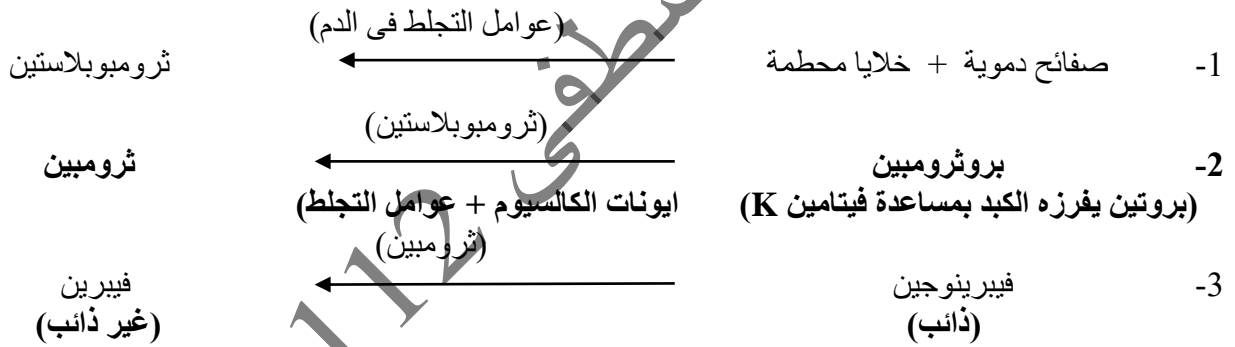 (عوامل التجلط فى الدم)
1- صفائح دموية + خلايا محطمة ثرومبوبلاستين
(ثرومبوبلاستين)
2- بروثرومبين ثرومبين
(بروتين يفرزه الكبد بمساعدة فيتامين K) ايونات الكالسيوم + عوامل التجلط)
(ثرومبين)
3- فيبرينوجين فيبرين
(ذائب) (غير ذائب)
112